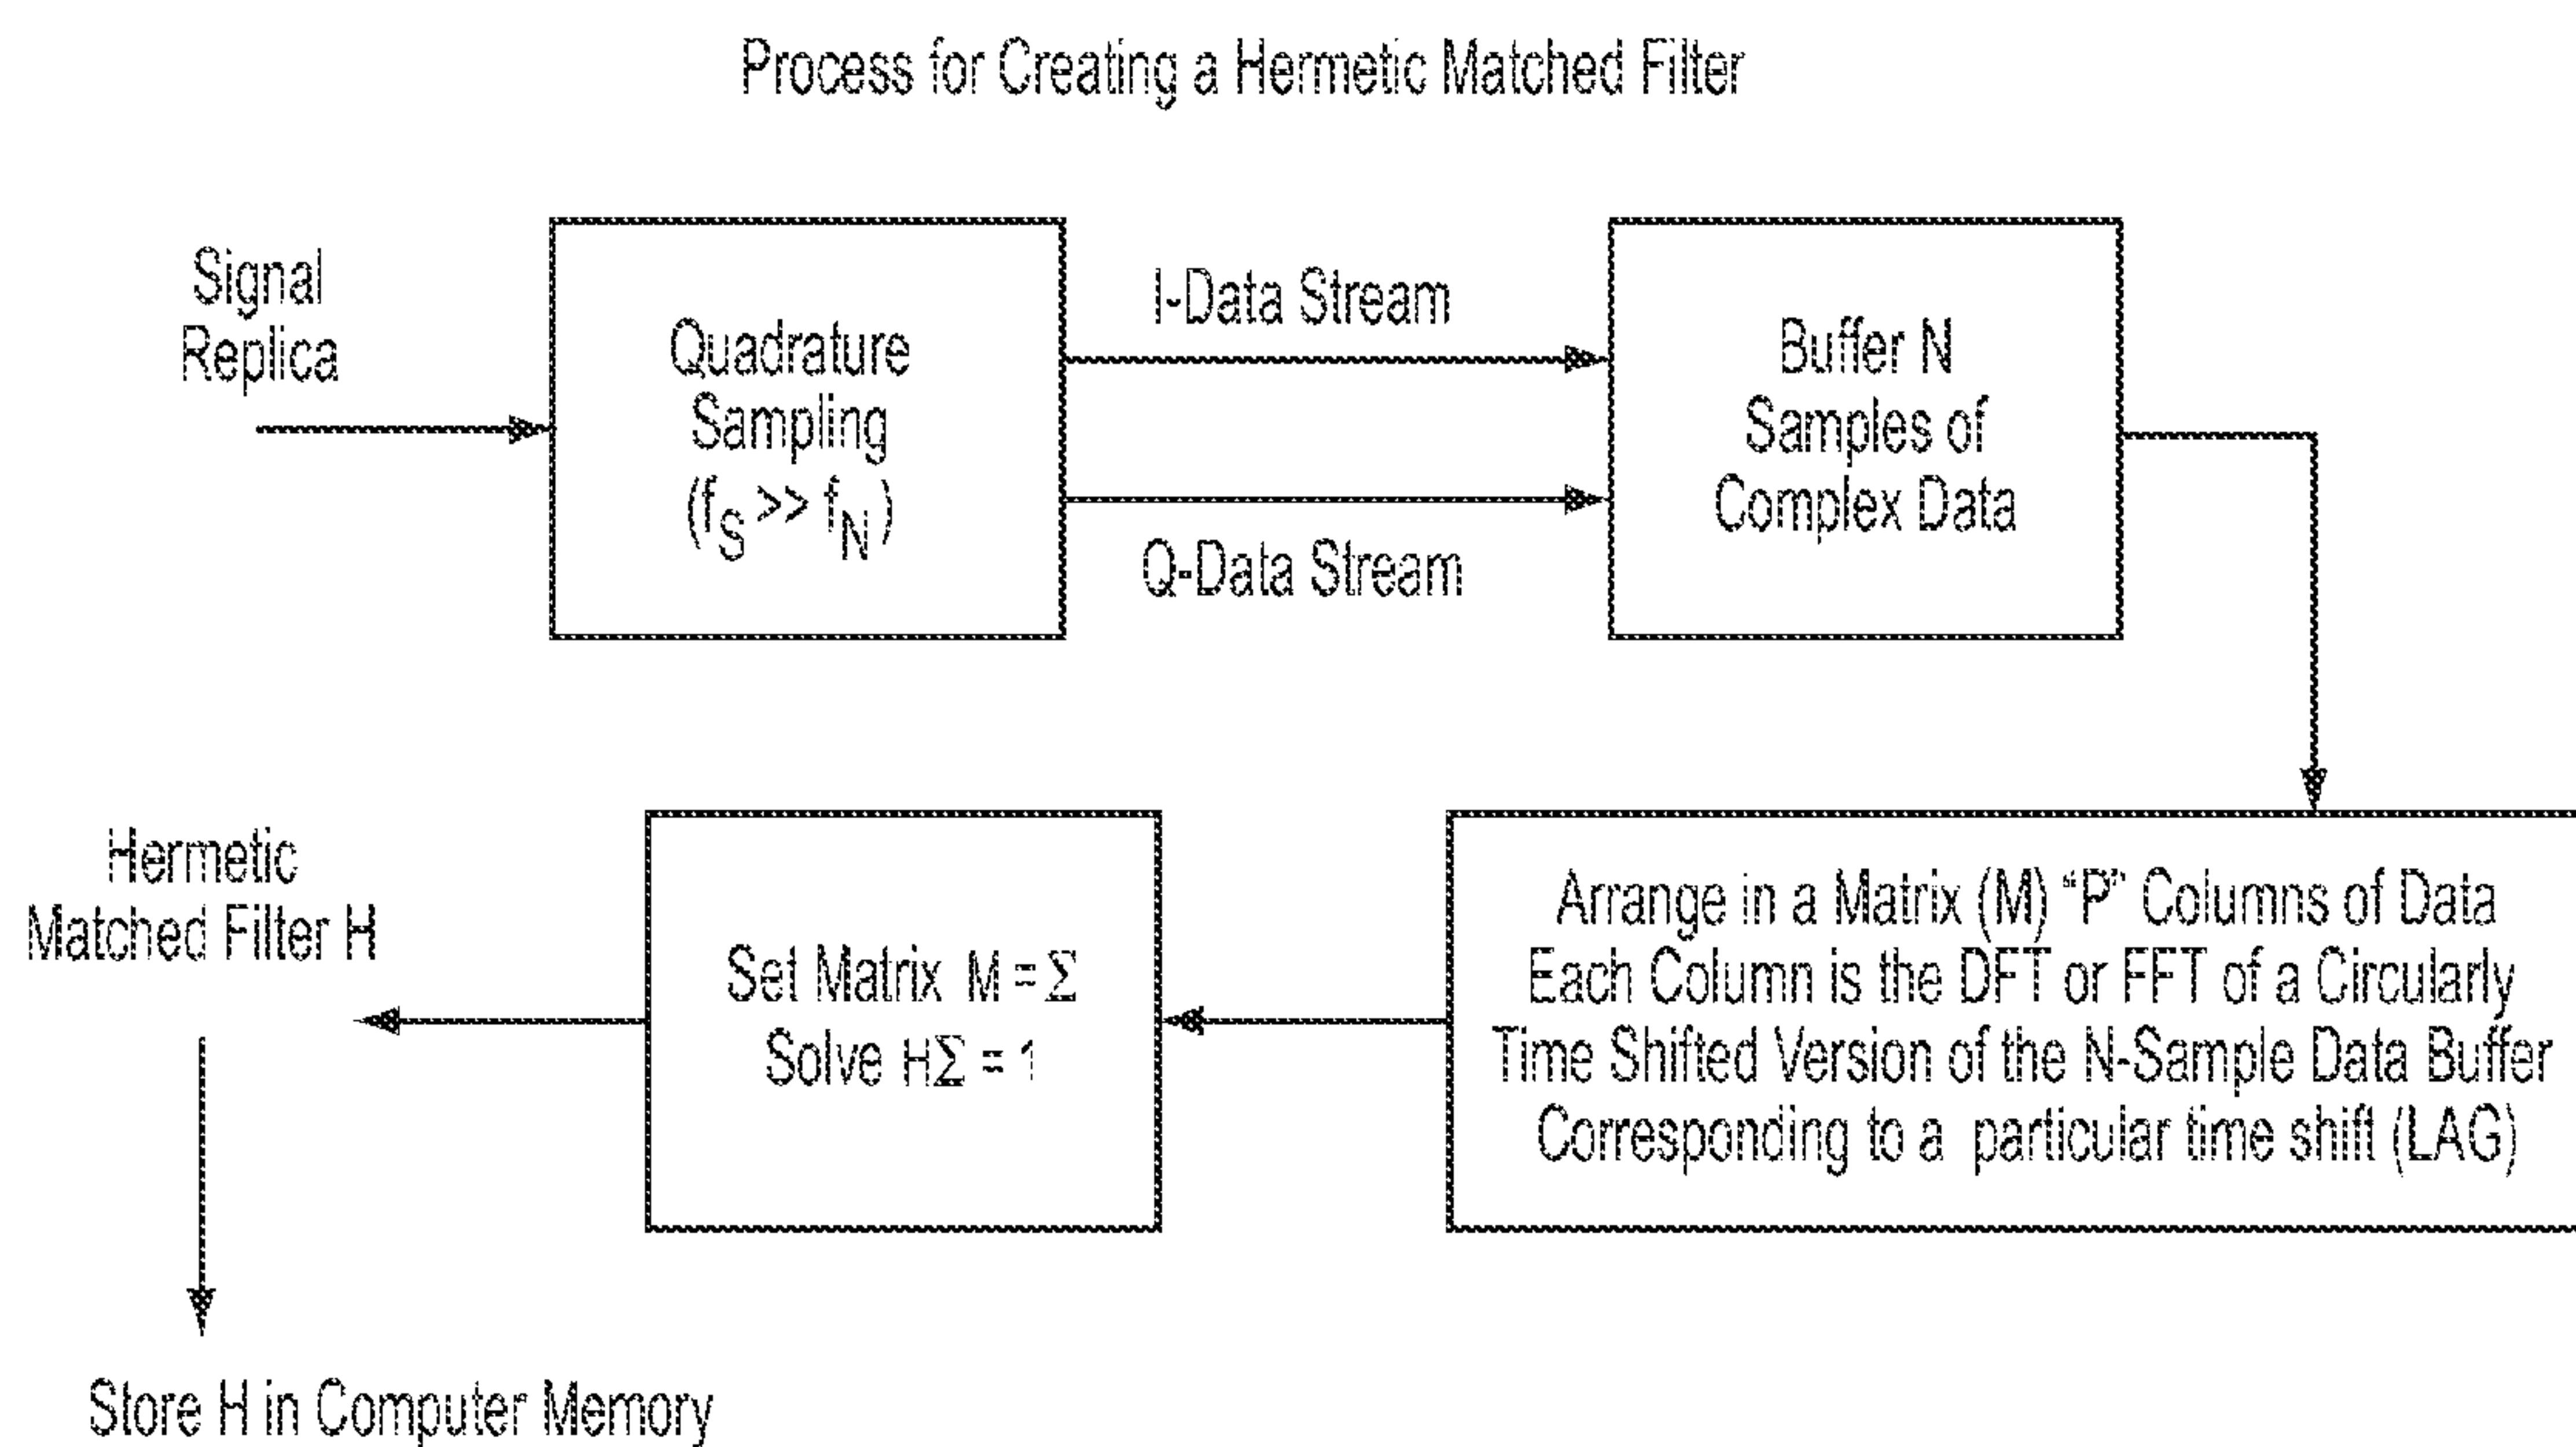 Process for Creating a Hermetic Matched Filter
Signal
Replica
Quadrature
Sampling
(fS >> fN)
I-Data Stream
Q-Data Stream
Buffer N
Samples of
Complex Data
Arrange in a Matrix (M) “P” Columns of Data
Each Column is the DFT or FFT of a Circularly
Time Shifted Version of the N-Sample Data Buffer
Corresponding to a particular time shift (LAG)
Set Matrix M = Σ
Solve HΣ = 1
Hermetic
Matched Filter H
Store H in Computer Memory